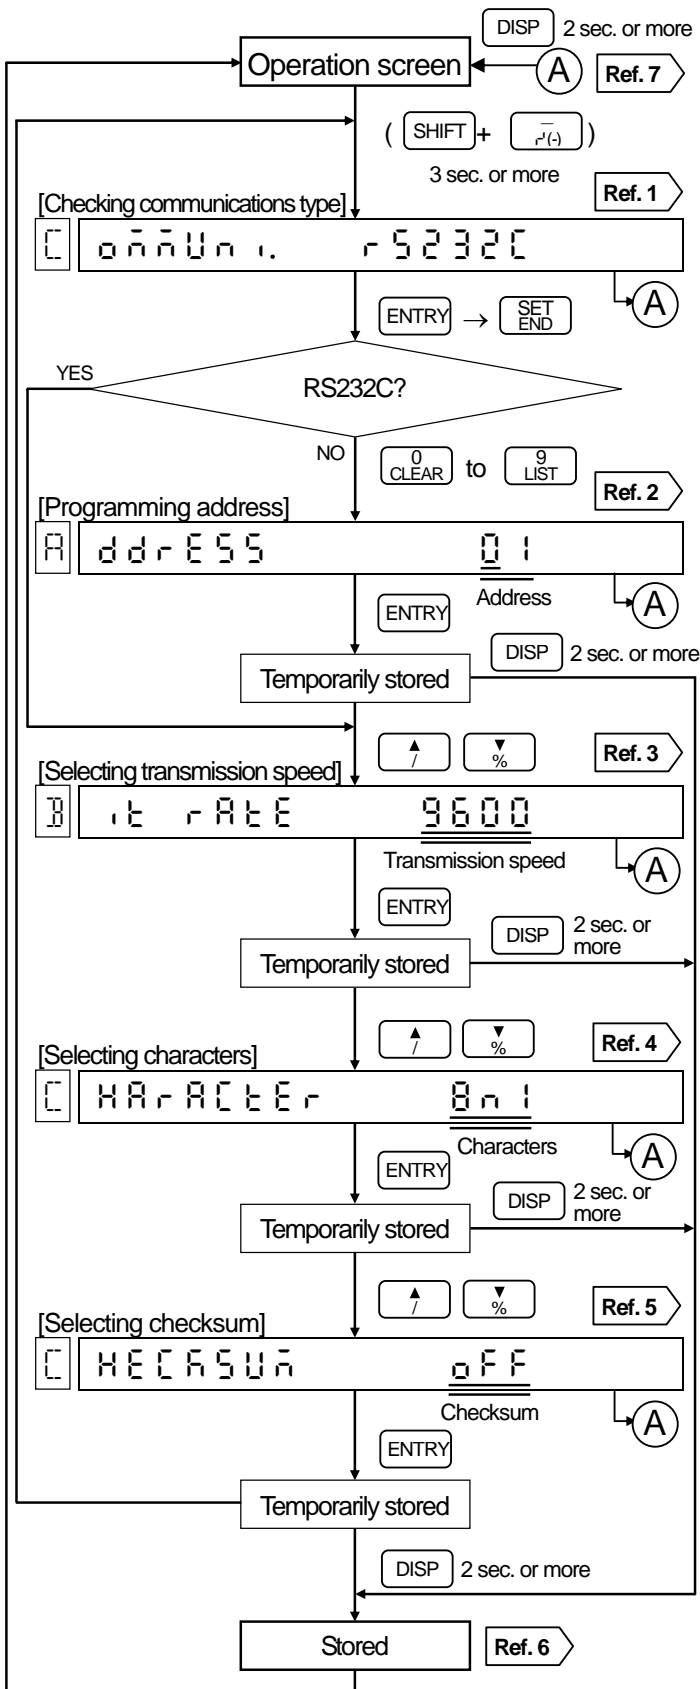 DISP 2 sec. or more
Operation screen A Ref. 7
( SHIFT + — (-) )
3 sec. or more
Ref. 1
[Checking communications type]
C ommUni. rS232C
A
ENTRY → SET END
YES
RS232C?
NO
0 CLEAR to 9 LIST
Ref. 2
[Programming address]
A ddrESS 01
Address
A
ENTRY
DISP 2 sec. or more
Temporarily stored
▲ / ▼ %
Ref. 3
[Selecting transmission speed]
B it rAtE 9600
Transmission speed
A
ENTRY
DISP 2 sec. or more
Temporarily stored
▲ / ▼ %
Ref. 4
[Selecting characters]
C HArACtEr 8n1
Characters
A
ENTRY
DISP 2 sec. or more
Temporarily stored
▲ / ▼ %
Ref. 5
[Selecting checksum]
C HECKSUm oFF
Checksum
A
ENTRY
Temporarily stored
DISP 2 sec. or more
Stored Ref. 6